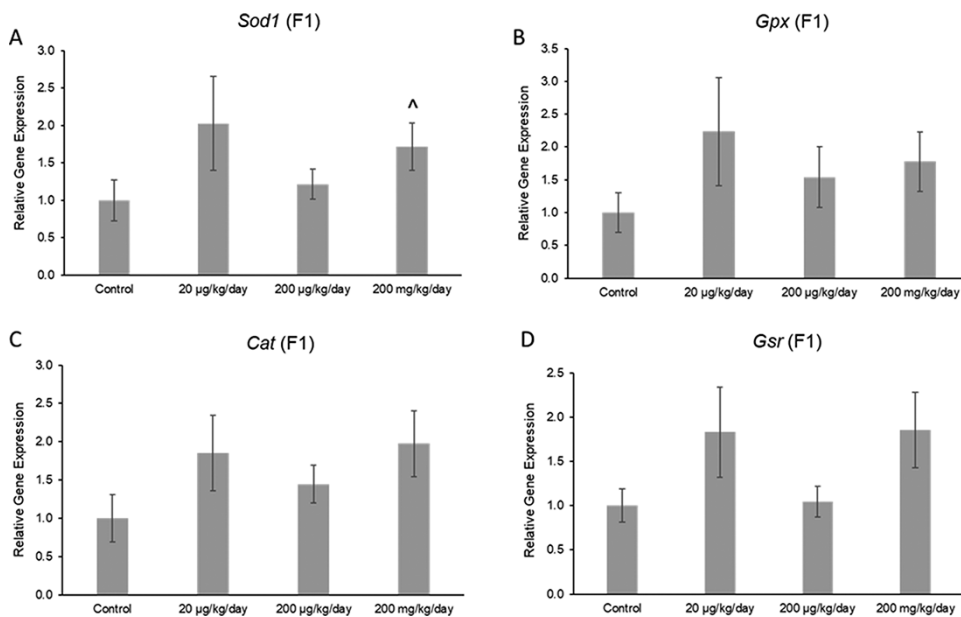 A
Sod1 (F1)
^
Relative Gene Expression
3.0
2.5
2.0
1.5
1.0
0.5
0.0
Control 20 µg/kg/day 200 µg/kg/day 200 mg/kg/day
B
Gpx (F1)
Relative Gene Expression
3.5
3.0
2.5
2.0
1.5
1.0
0.5
0.0
Control 20 µg/kg/day 200 µg/kg/day 200 mg/kg/day
C
Cat (F1)
Relative Gene Expression
3.0
2.5
2.0
1.5
1.0
0.5
0.0
Control 20 µg/kg/day 200 µg/kg/day 200 mg/kg/day
D
Gsr (F1)
Relative Gene Expression
2.5
2.0
1.5
1.0
0.5
0.0
Control 20 µg/kg/day 200 µg/kg/day 200 mg/kg/day